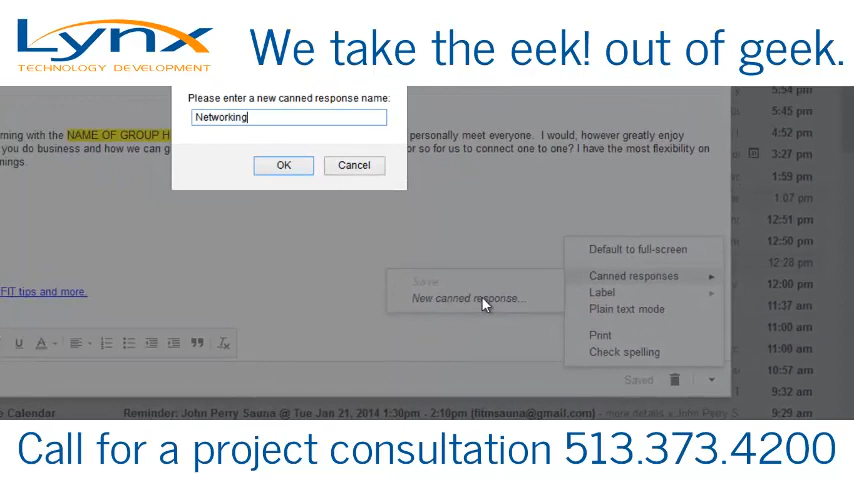 Lynx
TECHNOLOGY DEVELOPMENT
We take the eek! out of geek.
Please enter a new canned response name:
Networking
OK
Cancel
rning with the NAME OF GROUP H
personally meet everyone. I would, however greatly enjoy
you do business and how we can g
or so for us to connect one to one? I have the most flexibility on
nings.
5:54 pm
5:45 pm
4:52 pm
3:27 pm
1:59 pm
1:07 pm
12:51 pm
12:50 pm
12:28 pm
12:00 pm
11:37 am
11:00 am
11:00 am
10:57 am
9:32 am
9:29 am
Default to full-screen
Canned responses
Label
Plain text mode
Print
Check spelling
Save
New canned response...
FIT tips and more.
U A
Saved
e Calendar
Reminder: John Perry Sauna @ Tue Jan 21, 2014 1:30pm - 2:10pm (fitmsauna@gmail.com) - more details » John Perry S
Call for a project consultation 513.373.4200